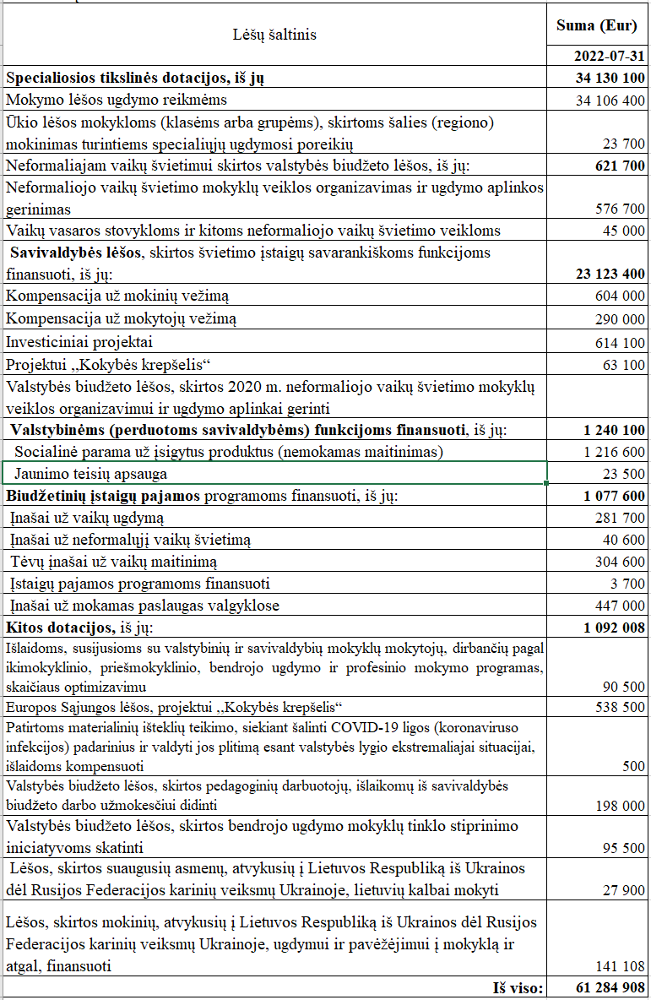 Lėšų šaltinis
Suma (Eur)
2022-07-31
Specialiosios tikslinės dotacijos, iš jų
34 130 100
Mokymo lėšos ugdymo reikmėms
34 106 400
Ūkio lėšos mokykloms (klasėms arba grupėms), skirtoms šalies (regiono)
mokinimas turintiems specialiųjų ugdymosi poreikių
23 700
Neformaliajam vaikų švietimui skirtos valstybės biudžeto lėšos, iš jų:
621 700
Neformaliojo vaikų švietimo mokyklų veiklos organizavimas ir ugdymo aplinkos
gerinimas
576 700
Vaikų vasaros stovykloms ir kitoms neformaliojo vaikų švietimo veikloms
45 000
Savivaldybės lėšos, skirtos švietimo įstaigų savarankiškoms funkcijoms
finansuoti, iš jų:
23 123 400
Kompensacija už mokinių vežimą
604 000
Kompensacija už mokytojų vežimą
290 000
Investiciniai projektai
614 100
Projektui ,,Kokybės krepšelis“
63 100
Valstybės biudžeto lėšos, skirtos 2020 m. neformaliojo vaikų švietimo mokyklų
veiklos organizavimui ir ugdymo aplinkai gerinti
Valstybinėms (perduotoms savivaldybėms) funkcijoms finansuoti, iš jų:
1 240 100
Socialinė parama už įsigytus produktus (nemokamas maitinimas)
1 216 600
Jaunimo teisių apsauga
23 500
Biudžetinių įstaigų pajamos programoms finansuoti, iš jų:
1 077 600
Įnašai už vaikų ugdymą
281 700
Įnašai už neformalųjį vaikų švietimą
40 600
Tėvų įnašai už vaikų maitinimą
304 600
Įstaigų pajamos programoms finansuoti
3 700
Įnašai už mokamas paslaugas valgyklose
447 000
Kitos dotacijos, iš jų:
1 092 008
Išlaidoms, susijusioms su valstybinių ir savivaldybių mokyklų mokytojų, dirbančių pagal
ikimokyklinio, priešmokyklinio, bendrojo ugdymo ir profesinio mokymo programas,
skaičiaus optimizavimu
90 500
Europos Sąjungos lėšos, projektui ,,Kokybės krepšelis“
538 500
Patirtoms materialinių išteklių teikimo, siekiant šalinti COVID-19 ligos (koronaviruso
infekcijos) padarinius ir valdyti jos plitimą esant valstybės lygio ekstremaliajai situacijai,
išlaidoms kompensuoti
500
Valstybės biudžeto lėšos, skirtos pedagoginių darbuotojų, išlaikomų iš savivaldybės
biudžeto darbo užmokesčiui didinti
198 000
Valstybės biudžeto lėšos, skirtos bendrojo ugdymo mokyklų tinklo stiprinimo
iniciatyvoms skatinti
95 500
Lėšos, skirtos suaugusių asmenų, atvykusių į Lietuvos Respubliką iš Ukrainos
dėl Rusijos Federacijos karinių veiksmų Ukrainoje, lietuvių kalbai mokyti
27 900
Lėšos, skirtos mokinių, atvykusių į Lietuvos Respubliką iš Ukrainos dėl Rusijos
Federacijos karinių veiksmų Ukrainoje, ugdymui ir pavėžėjimui į mokyklą ir
atgal, finansuoti
141 108
Iš viso:
61 284 908